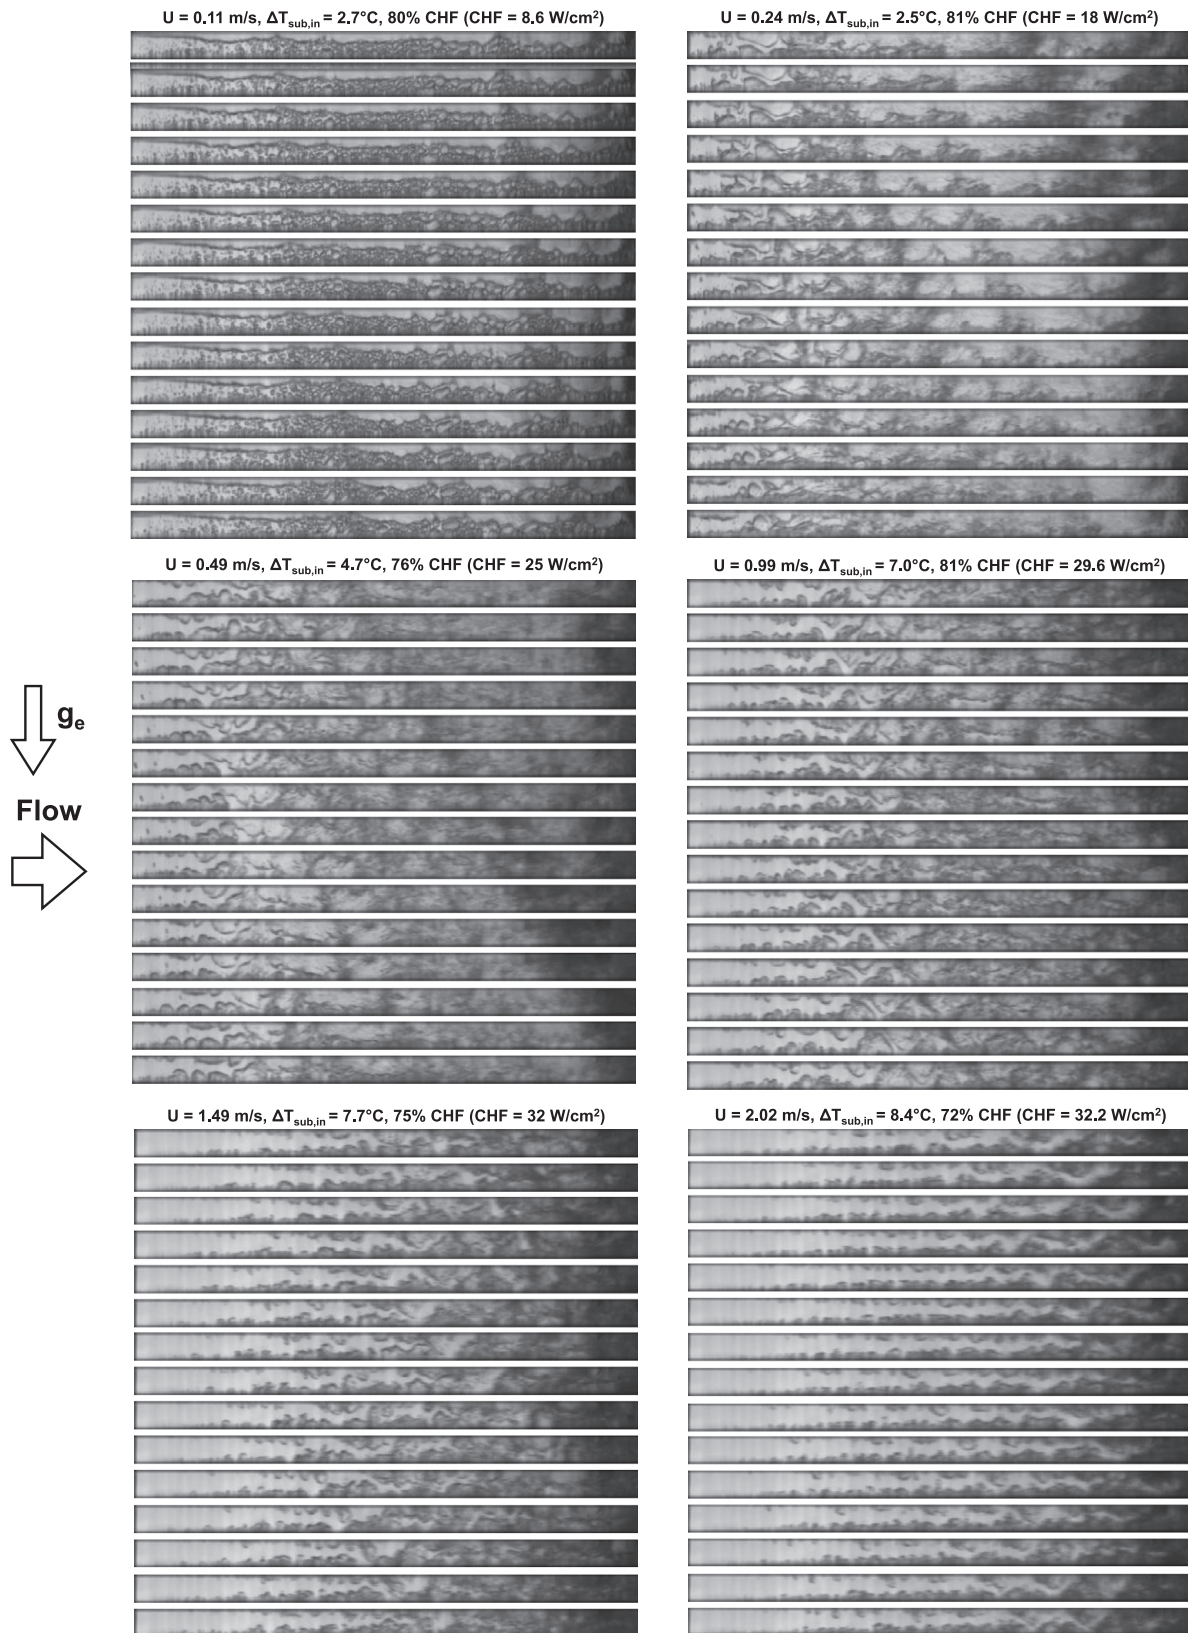 U = 0.11 m/s, ΔTsub,in = 2.7°C, 80% CHF (CHF = 8.6 W/cm²)
U = 0.24 m/s, ΔTsub,in = 2.5°C, 81% CHF (CHF = 18 W/cm²)
U = 0.49 m/s, ΔTsub,in = 4.7°C, 76% CHF (CHF = 25 W/cm²)
U = 0.99 m/s, ΔTsub,in = 7.0°C, 81% CHF (CHF = 29.6 W/cm²)
ge
Flow
U = 1.49 m/s, ΔTsub,in = 7.7°C, 75% CHF (CHF = 32 W/cm²)
U = 2.02 m/s, ΔTsub,in = 8.4°C, 72% CHF (CHF = 32.2 W/cm²)